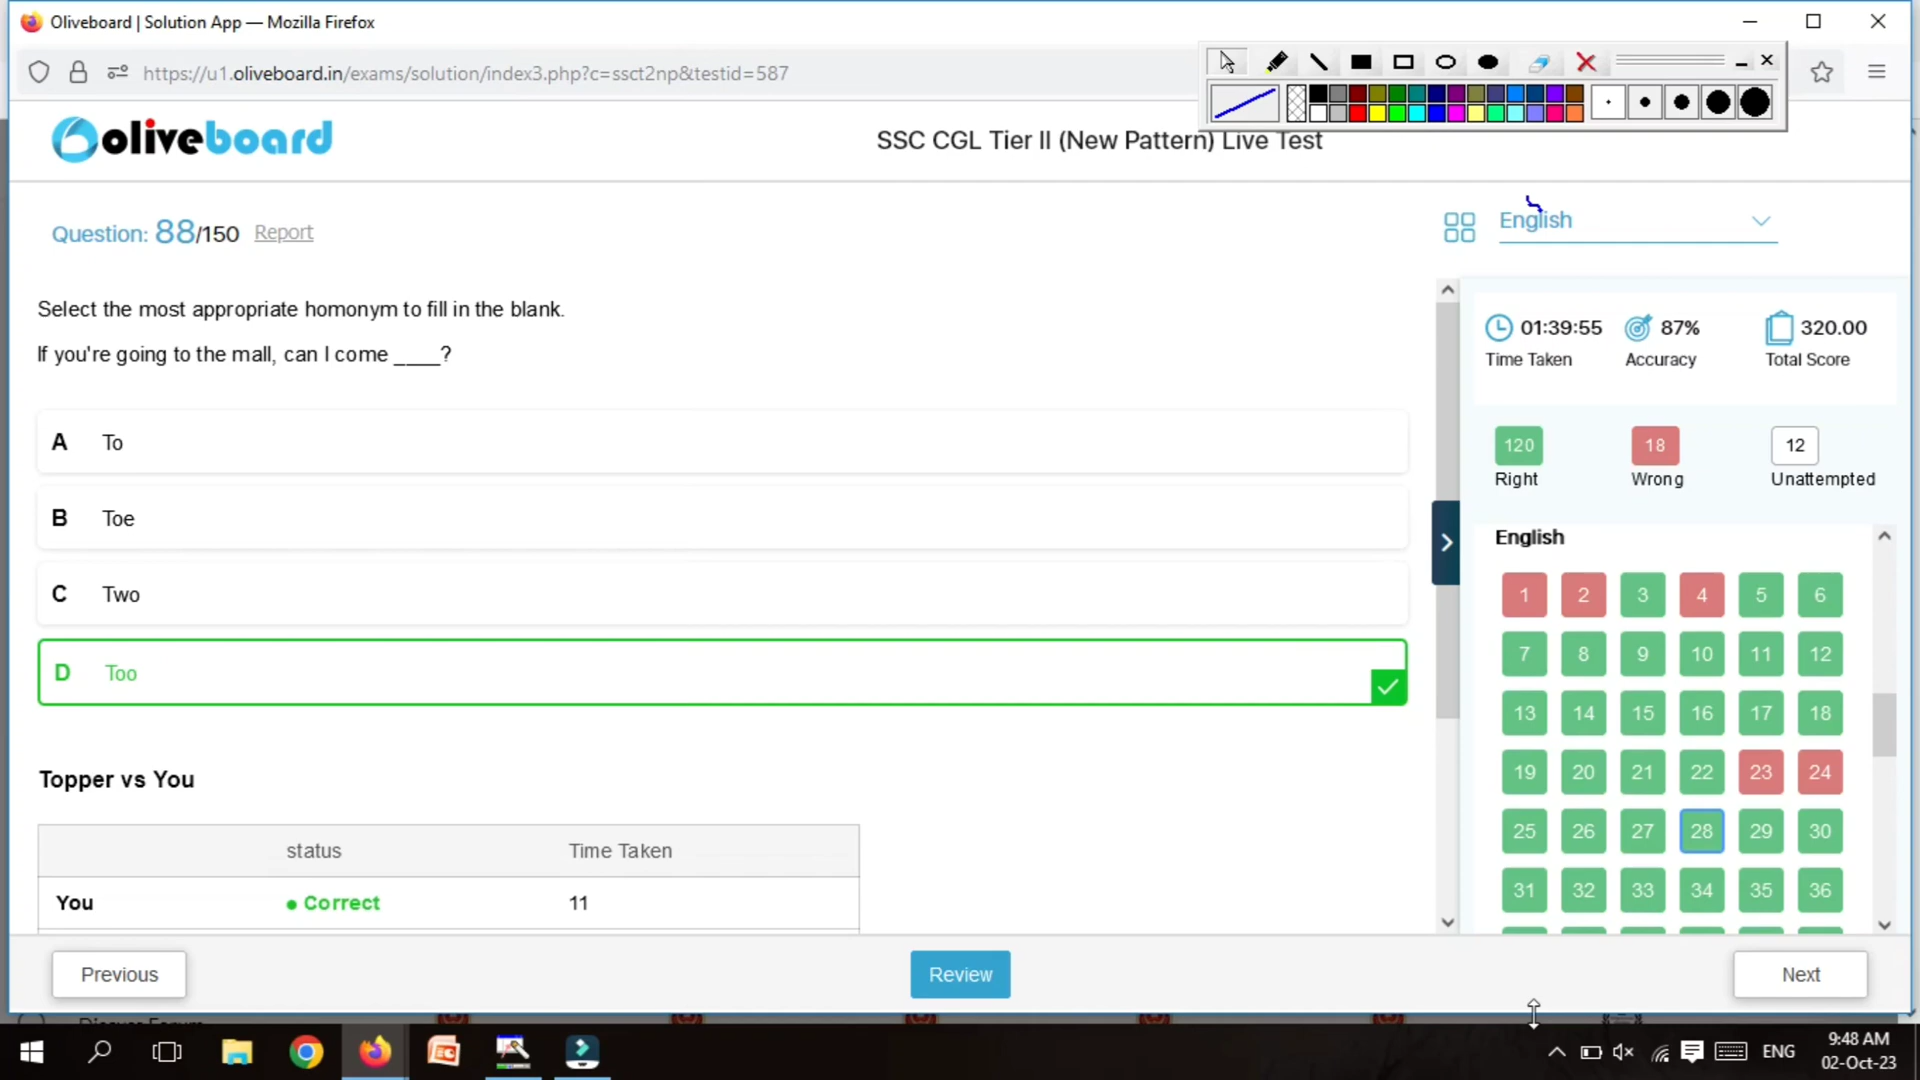 Oliveboard | Solution App — Mozilla Firefox
https://u1.oliveboard.in/exams/solution/index3.php?c=ssct2np&testid=587
oliveboard
SSC CGL Tier II (New Pattern) Live Test
Question: 88/150 Report
English
Select the most appropriate homonym to fill in the blank.
If you're going to the mall, can I come ____?
A To
B Toe
C Two
D Too
Topper vs You
status Time Taken
You Correct 11
01:39:55 87% 320.00
Time Taken Accuracy Total Score
120 18 12
Right Wrong Unattempted
English
1 2 3 4 5 6
7 8 9 10 11 12
13 14 15 16 17 18
19 20 21 22 23 24
25 26 27 28 29 30
31 32 33 34 35 36
Previous
Review
Next
ENG
9:48 AM
02-Oct-23